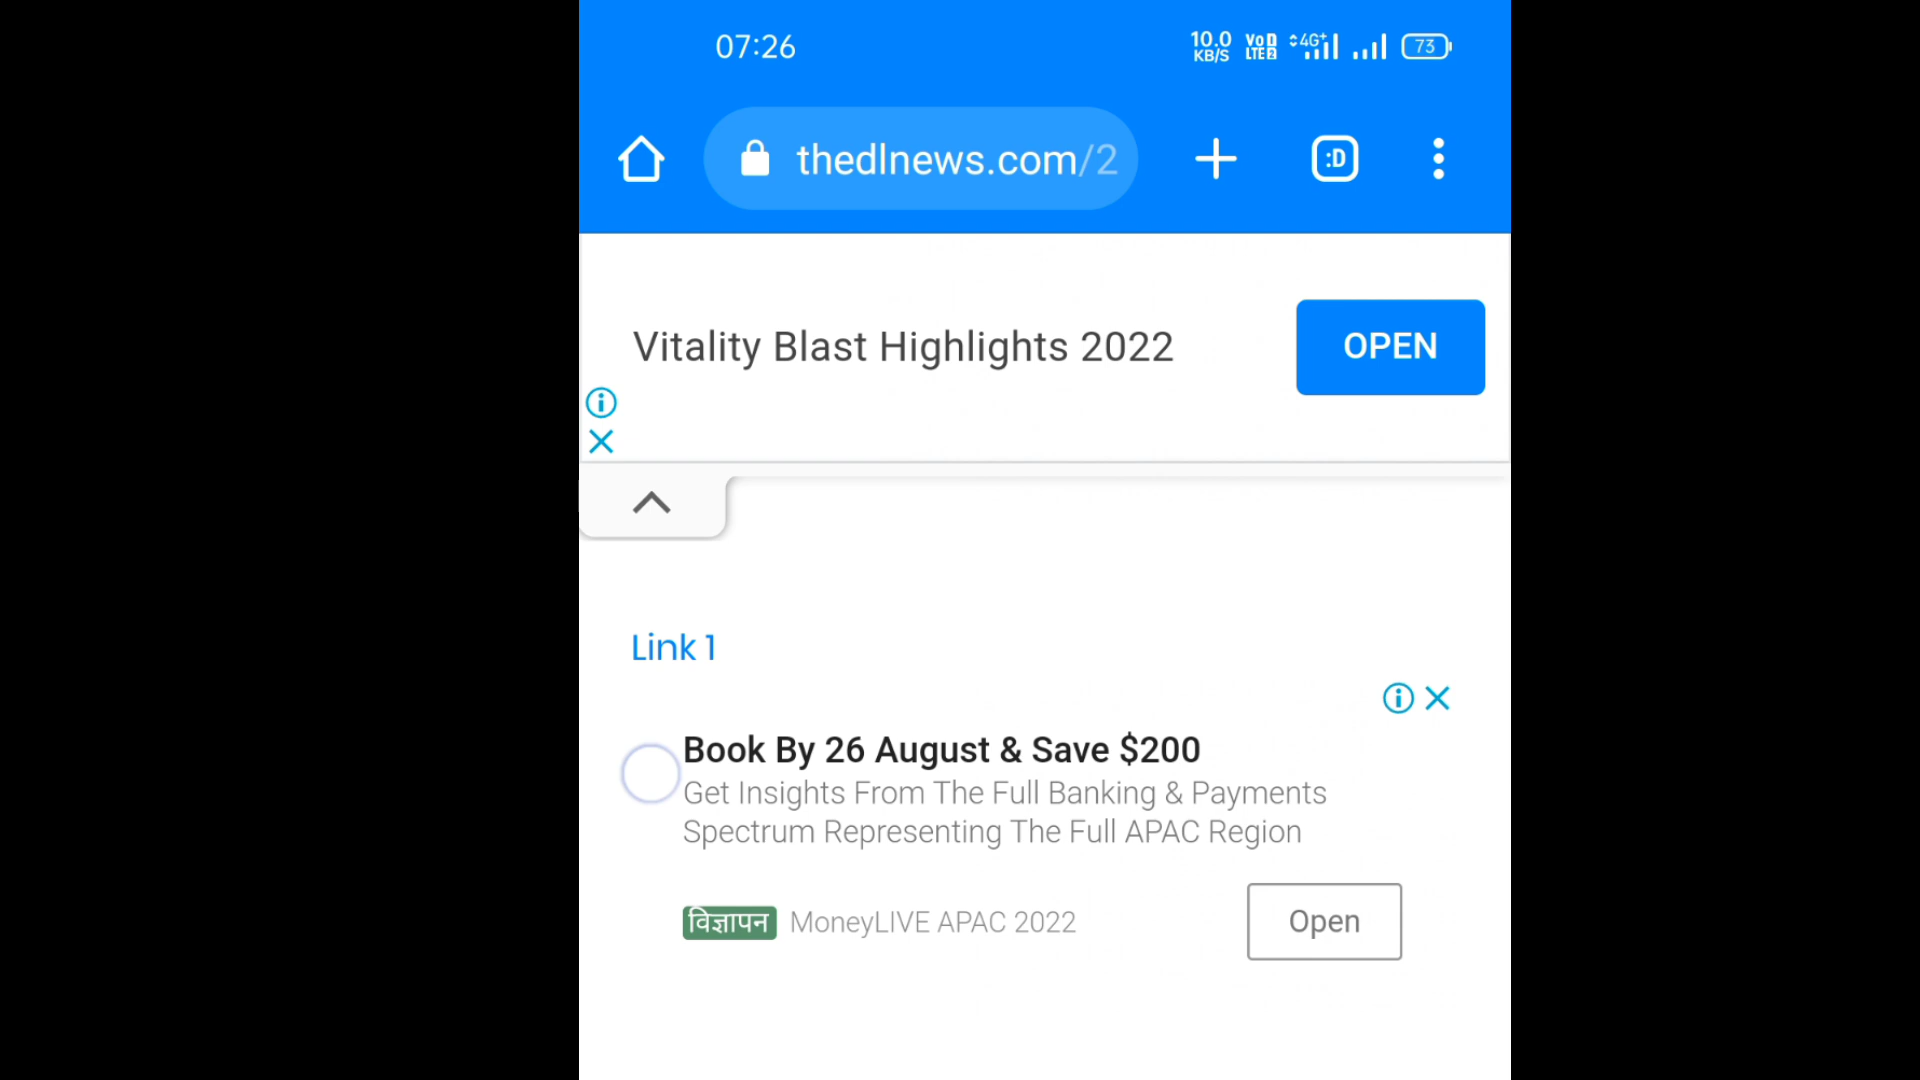 07:26
10.0 KB/S VoD LTE2 4G+ 73
thedlnews.com/2
:D
Vitality Blast Highlights 2022
OPEN
Link 1
Book By 26 August & Save $200
Get Insights From The Full Banking & Payments
Spectrum Representing The Full APAC Region
विज्ञापन MoneyLIVE APAC 2022
Open